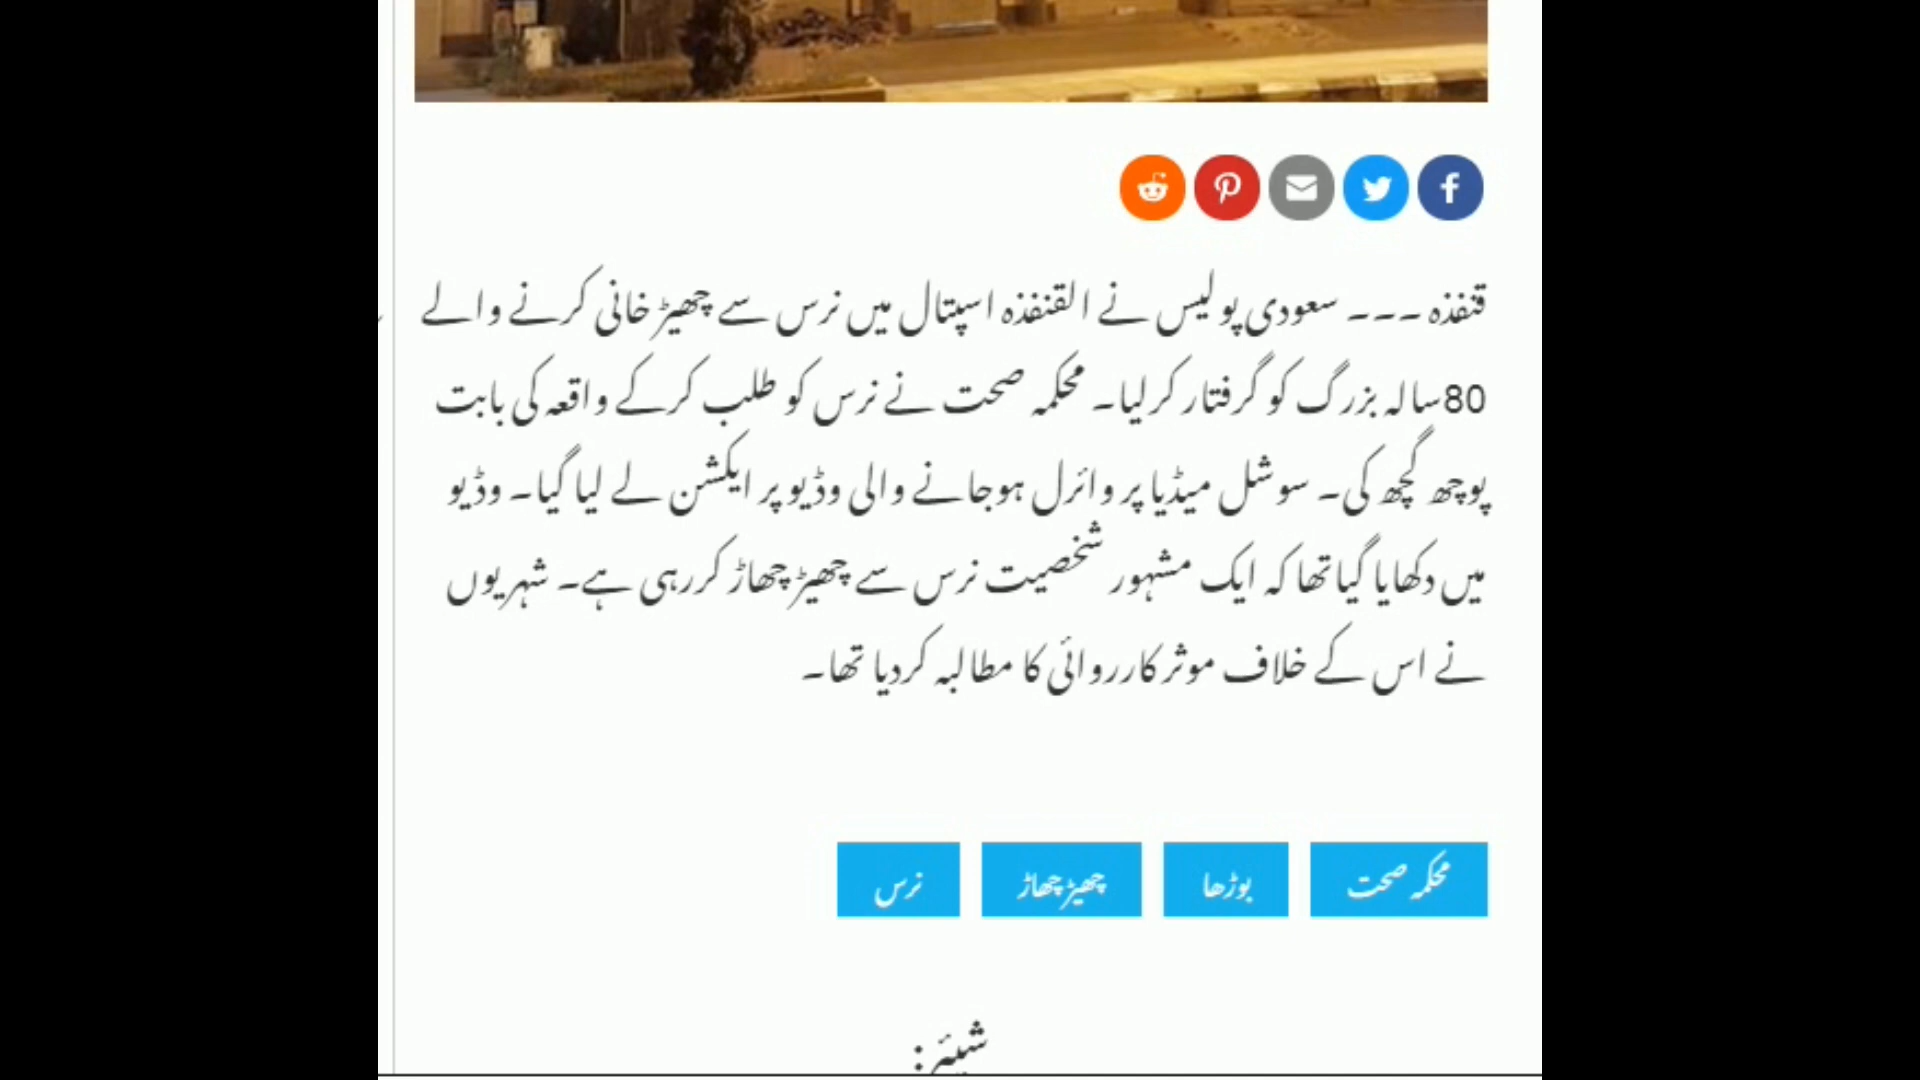 قنفذہ ۔۔۔ سعودی پولیس نے القنفذہ اسپتال میں نرس سے چھیڑ خانی کرنے والے
80سالہ بزرگ کو گرفتار کرلیا۔ محکمہ صحت نے نرس کو طلب کرکے واقعہ کی بابت
پوچھ گچھ کی۔ سوشل میڈیا پر وائرل ہوجانے والی وڈیو پر ایکشن لے لیا گیا۔ وڈیو
میں دکھایا گیا تھا کہ ایک مشہور شخصیت نرس سے چھیڑ چھاڑ کررہی ہے۔ شہریوں
نے اس کے خلاف موثر کارروائی کا مطالبہ کردیا تھا۔
محکمہ صحت بوڑھا چھیڑ چھاڑ نرس
شیئر :